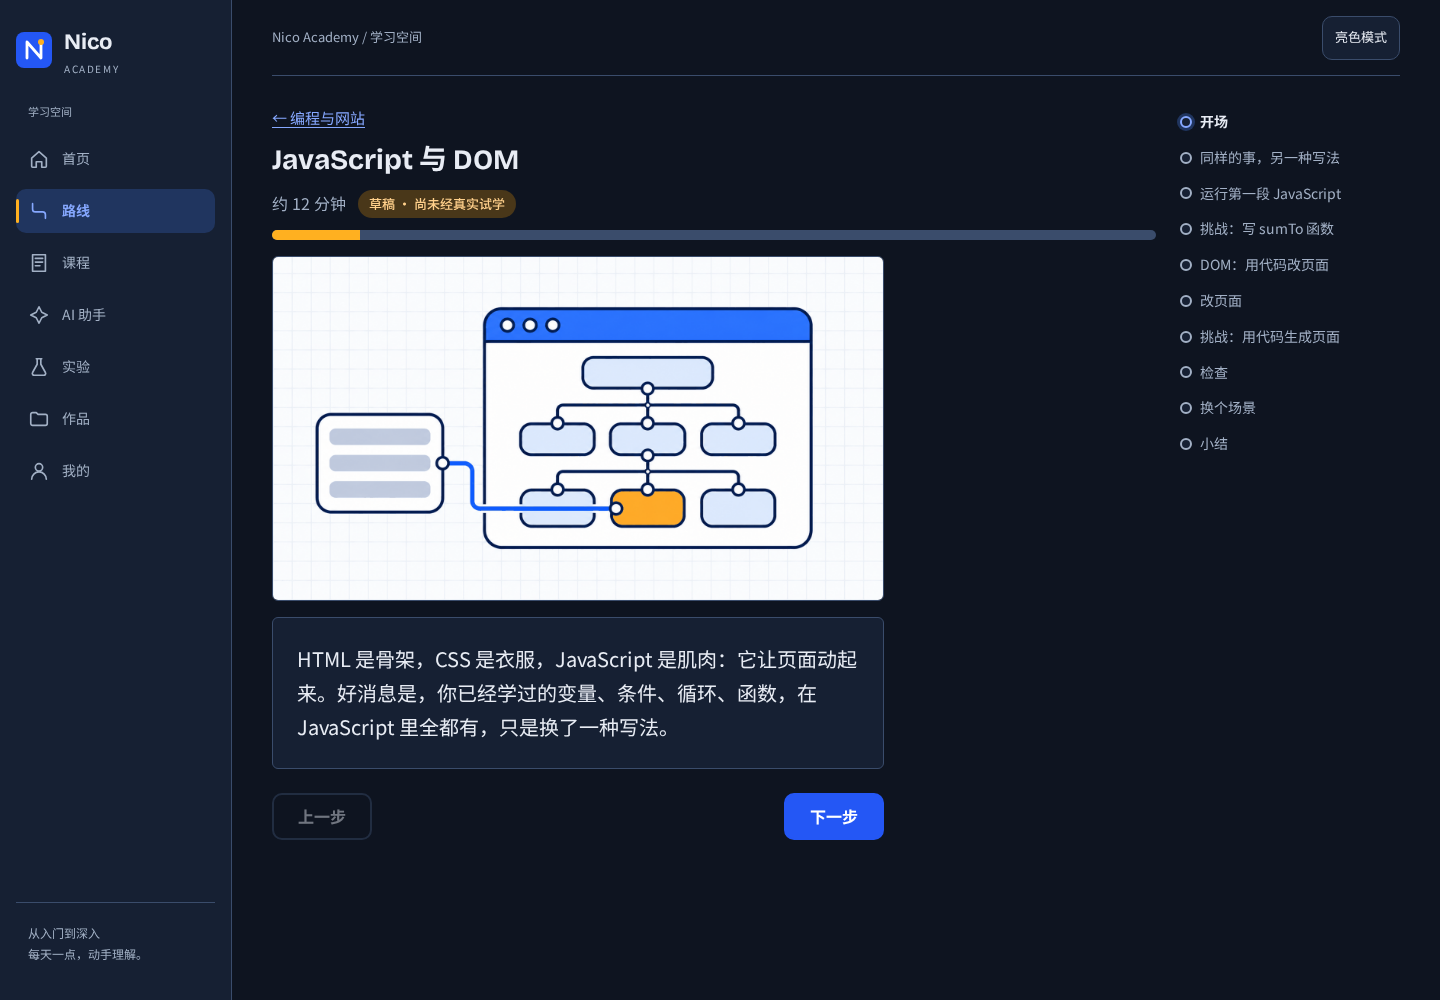 Nico
ACADEMY
学习空间
首页
路线
课程
AI 助手
实验
作品
我的
从入门到深入
每天一点，动手理解。
Nico Academy / 学习空间
亮色模式
← 编程与网站
JavaScript 与 DOM
约 12 分钟
草稿 · 尚未经真实试学
HTML 是骨架，CSS 是衣服，JavaScript 是肌肉：它让页面动起
来。好消息是，你已经学过的变量、条件、循环、函数，在
JavaScript 里全都有，只是换了一种写法。
上一步
下一步
开场
同样的事，另一种写法
运行第一段 JavaScript
挑战：写 sumTo 函数
DOM：用代码改页面
改页面
挑战：用代码生成页面
检查
换个场景
小结